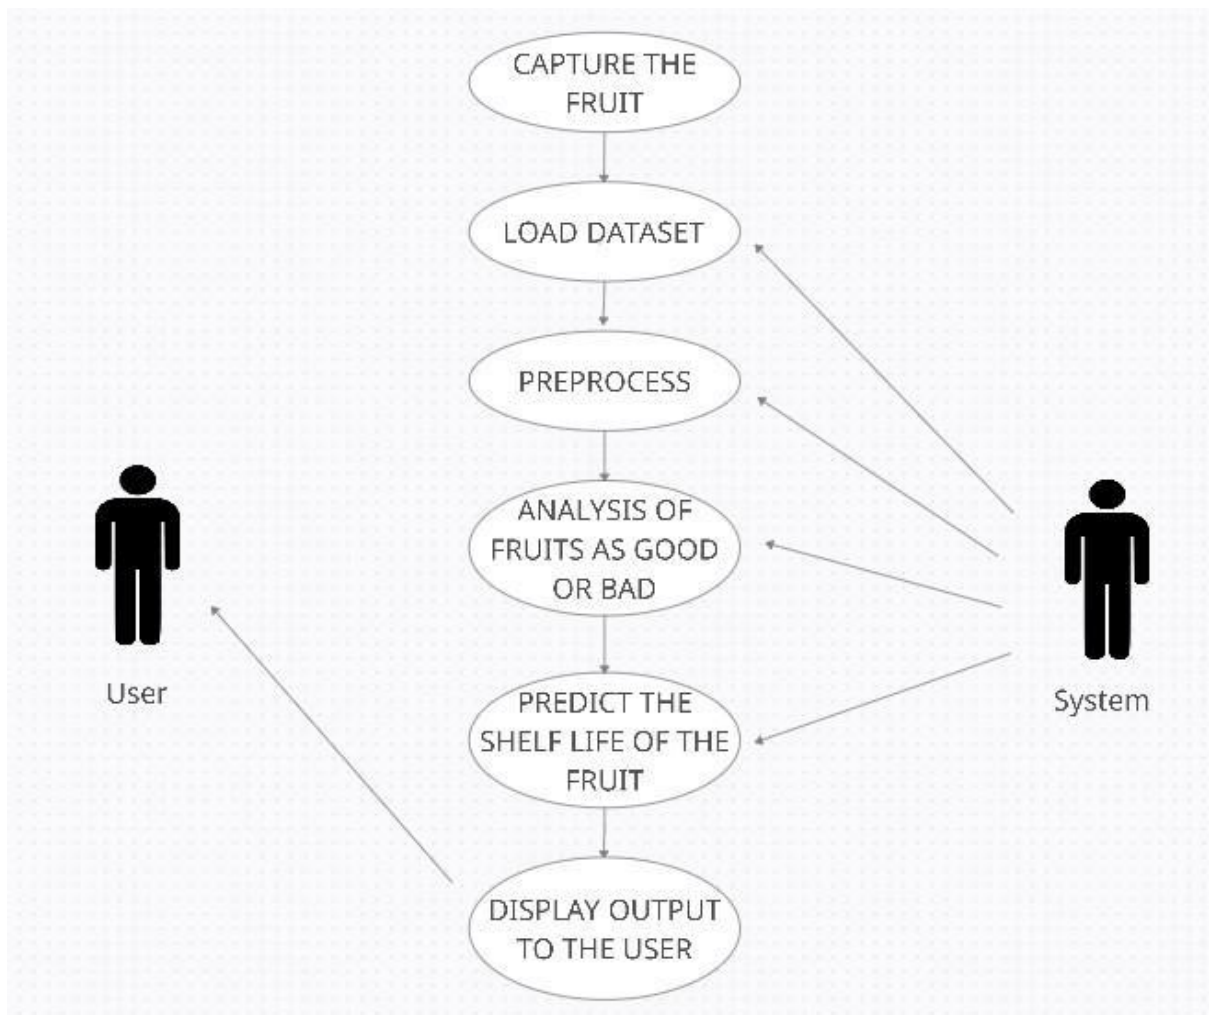 CAPTURE THE
FRUIT
LOAD DATASET
PREPROCESS
ANALYSIS OF
FRUITS AS GOOD
OR BAD
User
System
PREDICT THE
SHELF LIFE OF THE
FRUIT
DISPLAY OUTPUT
TO THE USER